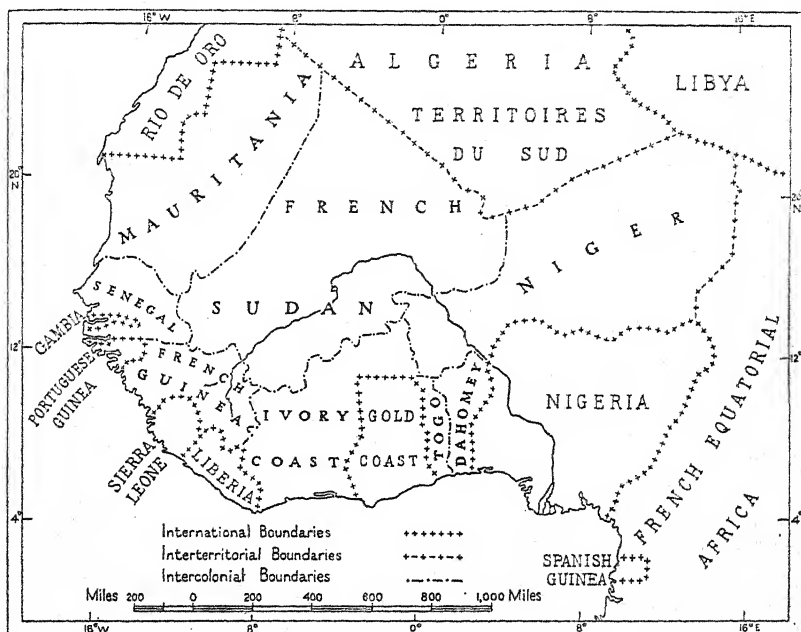 16°W 8° 0° 8° 16°E
RIO DE ORO
ALGERIA
LIBYA
TERRITOIRES
DU SUD
20°
N
20°
N
MAURITANIA
FRENCH
NIGER
SENEGAL
SUDAN
GAMBIA
12°
12°
FRENCH
GUINEA
PORTUGUESE
GUINEA
IVORY
COAST
GOLD
COAST
TOGO
DAHOMEY
NIGERIA
FRENCH EQUATORIAL
AFRICA
SIERRA
LEONE
LIBERIA
4°
4°
International Boundaries
Interterritorial Boundaries
Intercolonial Boundaries
SPANISH
GUINEA
Miles 200 0 200 400 600 800 1,000 Miles
16°W 8° 0° 8° 16°E